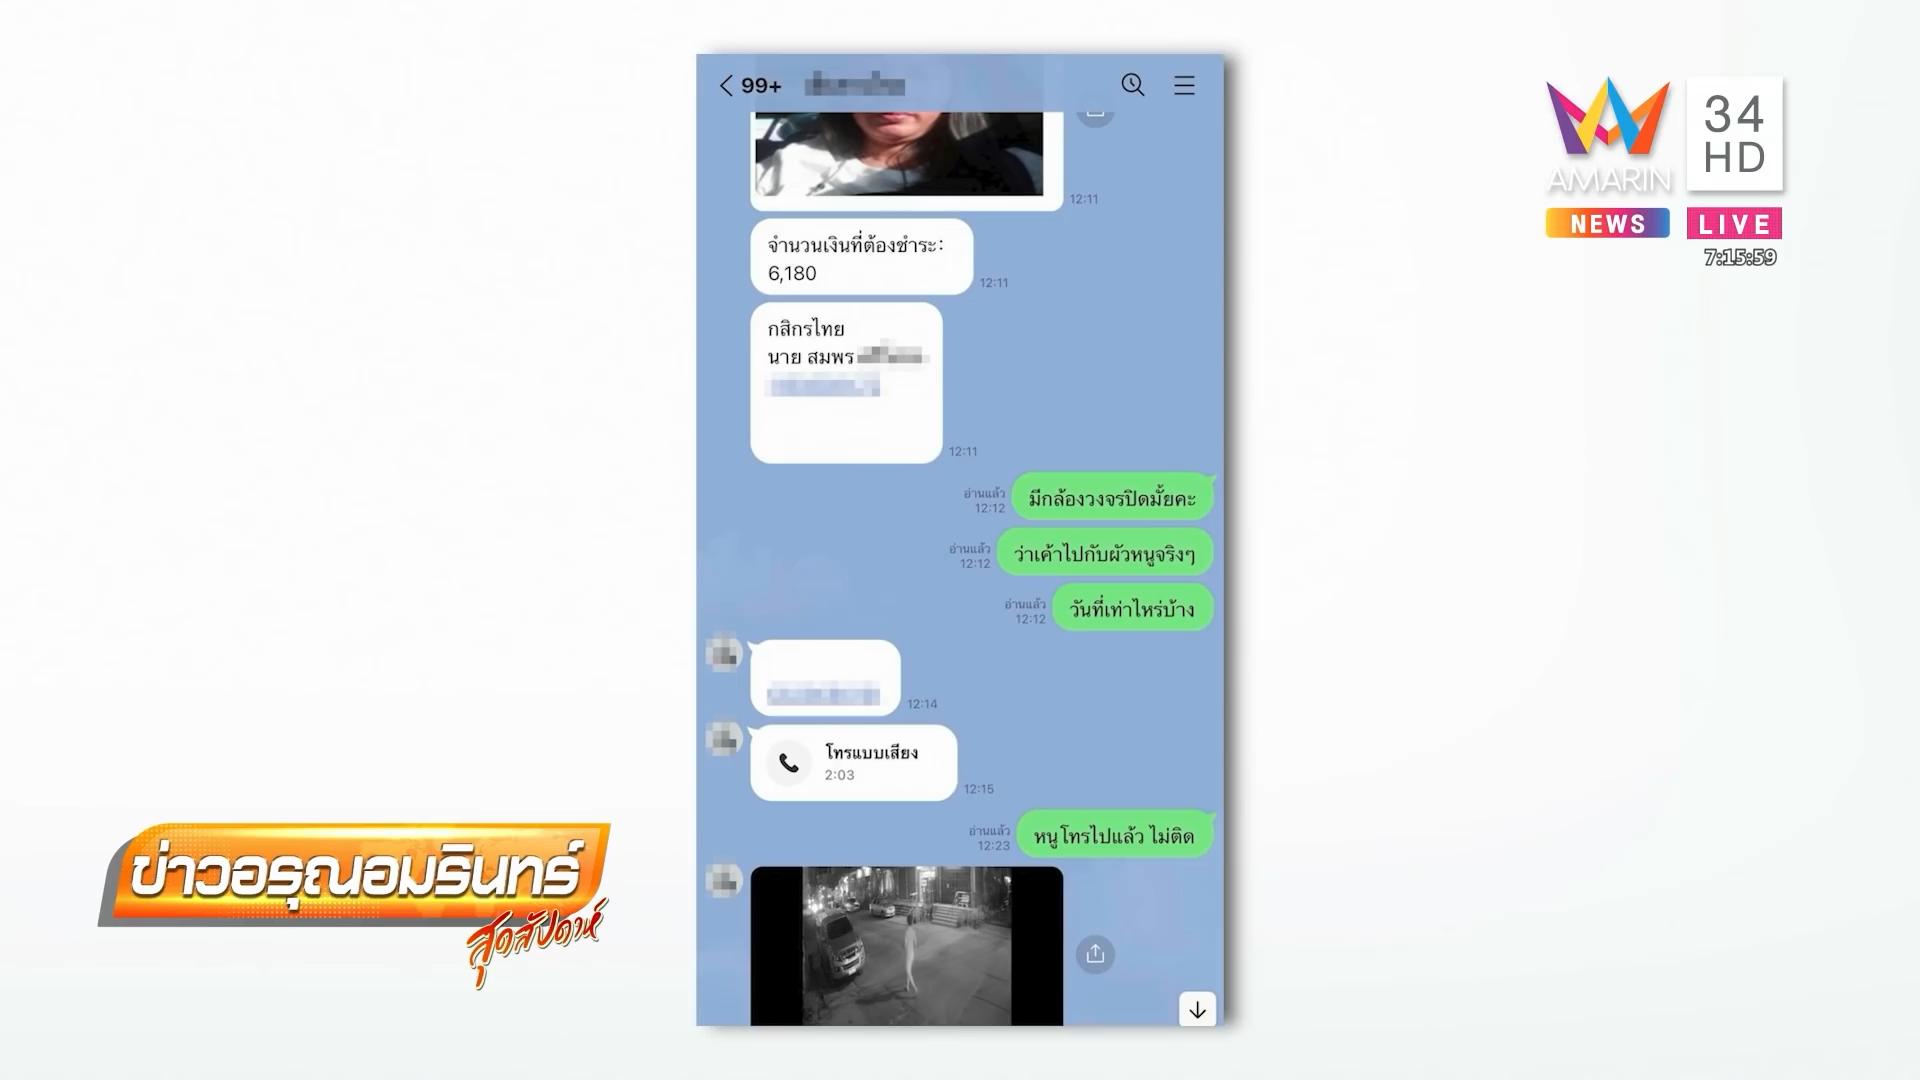 99+
12:11
จำนวนเงินที่ต้องชำระ:
6,180
12:11
กสิกรไทย
นาย สมพร
12:11
มีกล้องวงจรปิดมั้ยคะ
อ่านแล้ว
12:12
ว่าเค้าไปกับผัวหนูจริงๆ
อ่านแล้ว
12:12
วันที่เท่าไหร่บ้าง
อ่านแล้ว
12:12
12:14
โทรแบบเสียง
2:03
12:15
หนูโทรไปแล้ว ไม่ติด
อ่านแล้ว
12:23
AMARIN
34
HD
NEWS
LIVE
7:15:59
ข่าวอรุณอมรินทร์
สุดสัปดาห์